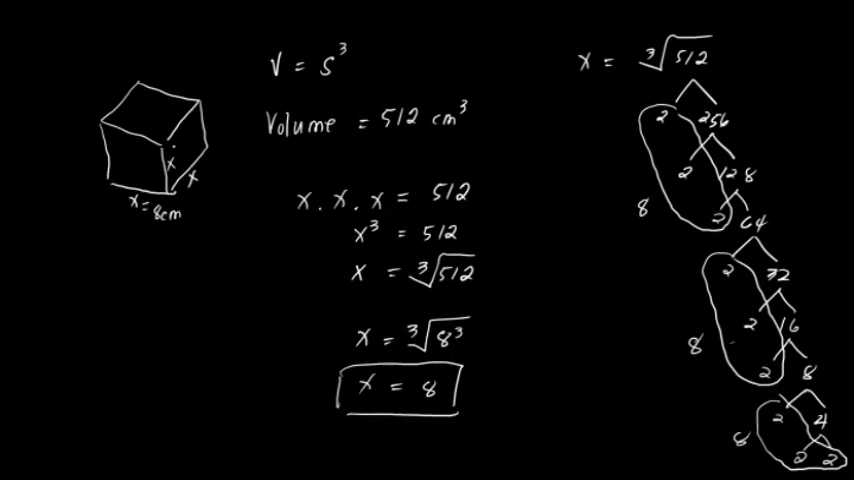 V = S³
Volume = 512 cm³
x . x . x = 512
x³ = 512
x = ³√512
x = ³√8³
x = 8
x
x
x = 8cm
x = ³√512
2 256
2 128
8 2 64
2 32
8 2 16
2 8
8 2 4
2 2